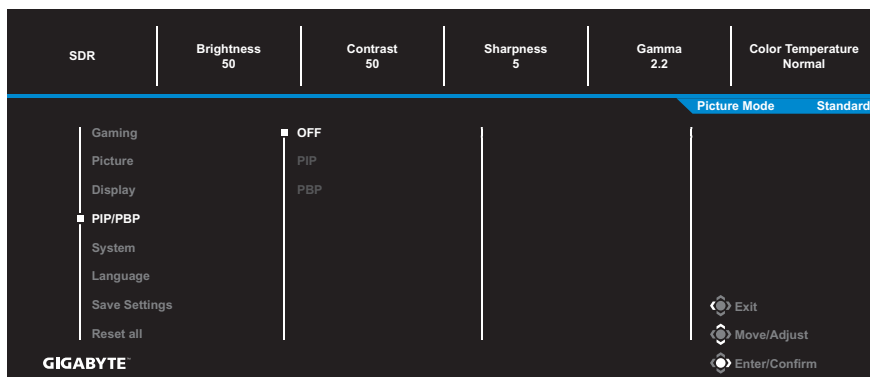 SDR
Brightness
50
Contrast
50
Sharpness
5
Gamma
2.2
Color Temperature
Normal
Picture Mode Standard
Gaming
Picture
Display
PIP/PBP
System
Language
Save Settings
Reset all
OFF
PIP
PBP
Exit
Move/Adjust
Enter/Confirm
GIGABYTE™